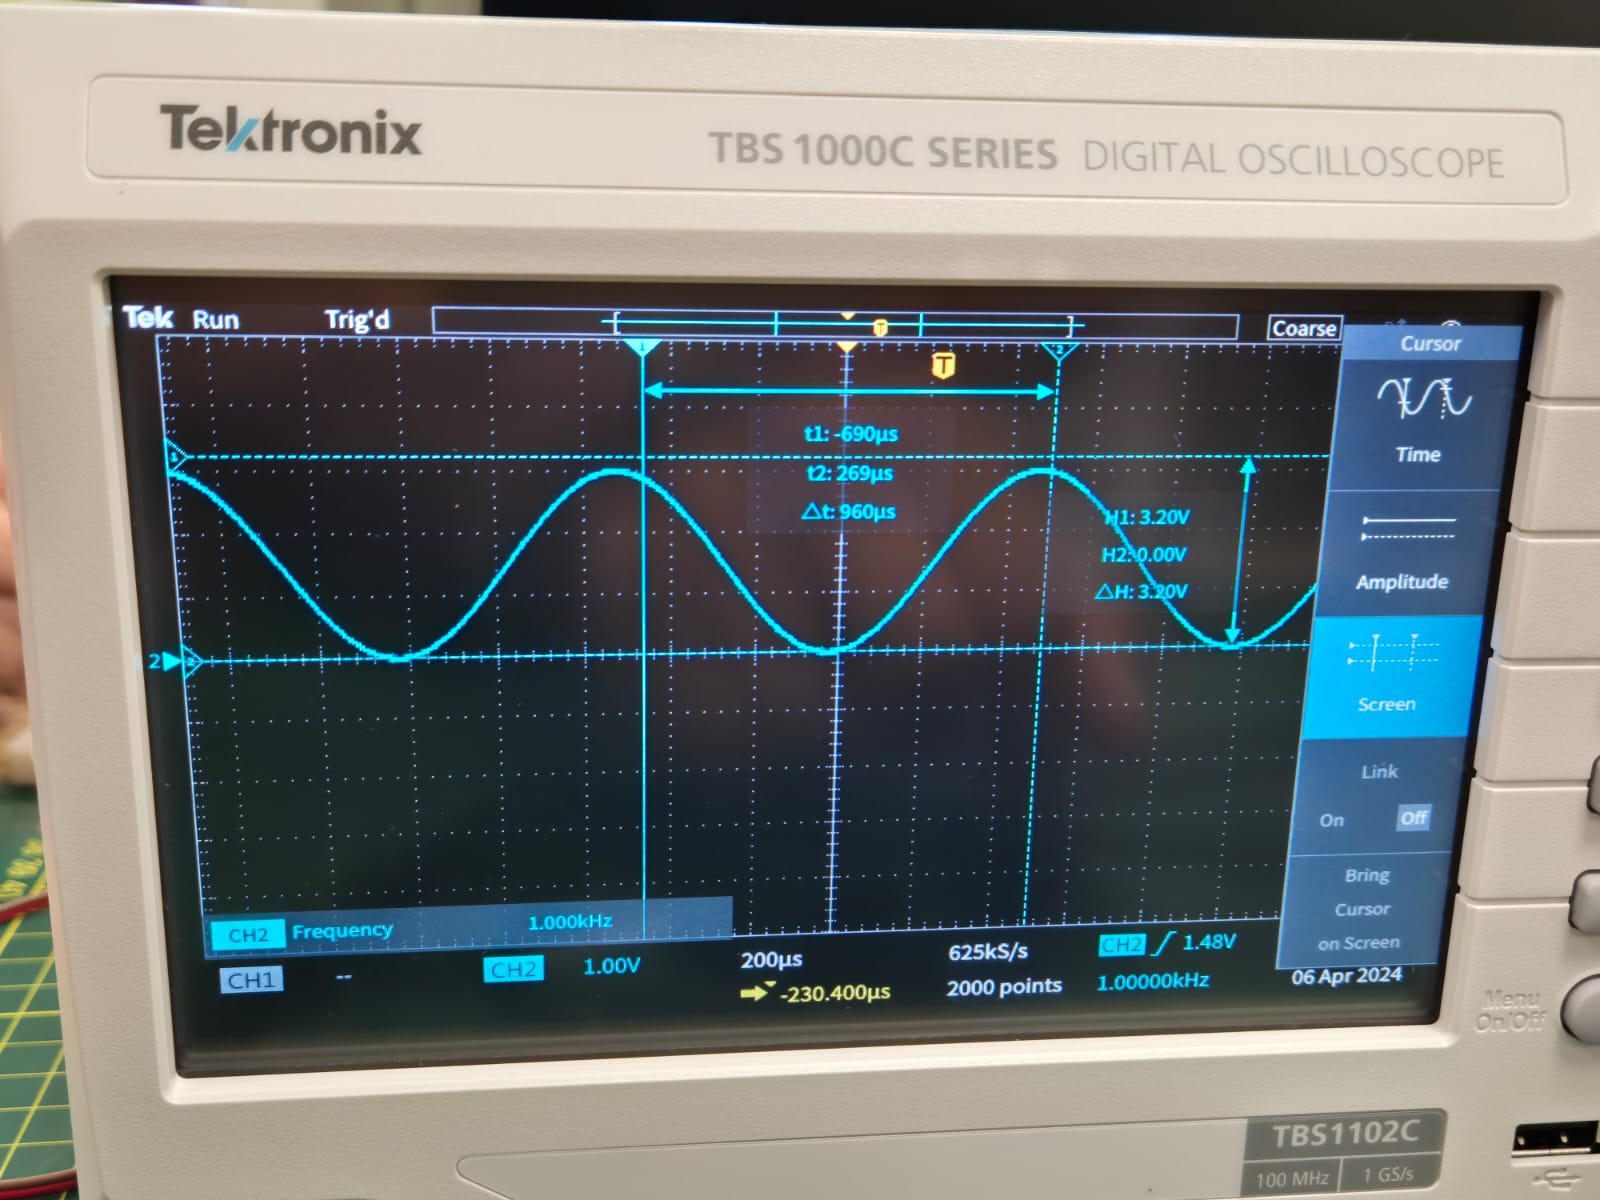 Tektronix
TBS 1000C SERIES DIGITAL OSCILLOSCOPE
Tek Run Trig'd
Coarse
Cursor
1
2
T
T
t1: -690µs
t2: 269µs
△t: 960µs
Time
1
H1: 3.20V
H2: 0.00V
△H: 3.20V
Amplitude
2
2
Screen
Link
On Off
Bring
Cursor
on Screen
CH2 Frequency 1.000kHz
CH1 -- CH2 1.00V
200µs
-230.400µs
625kS/s
2000 points
CH2 1.48V
1.00000kHz
06 Apr 2024
Menu
On/Off
TBS1102C
100 MHz 1 GS/s